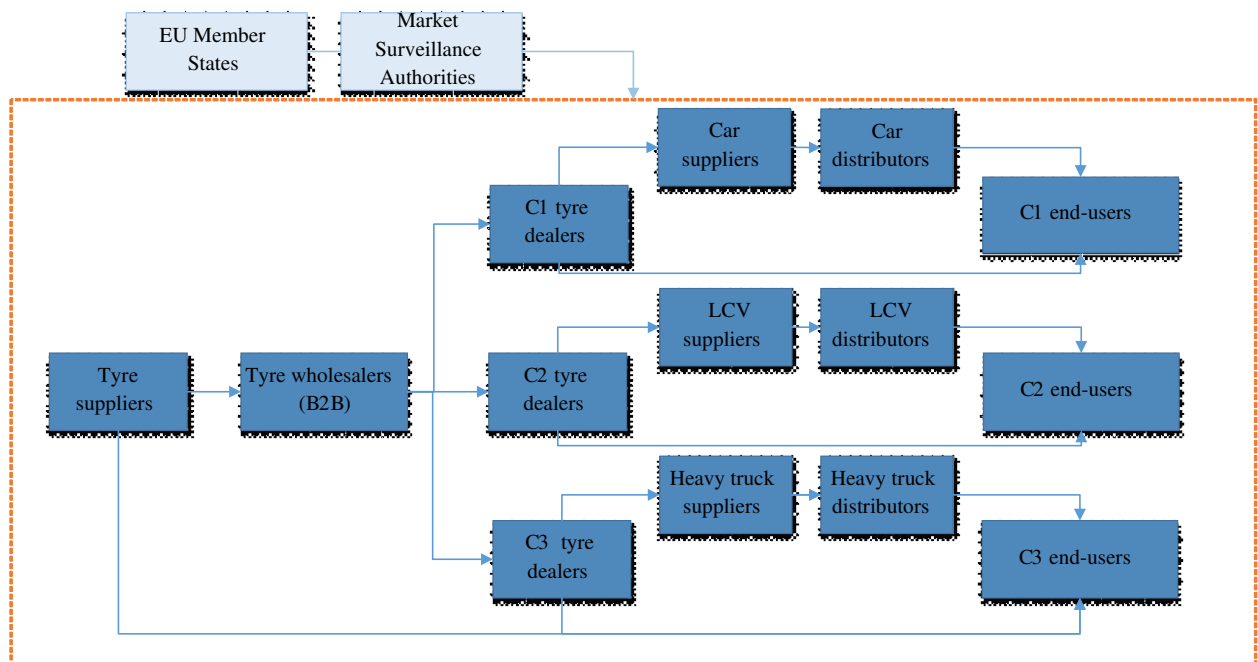 EU Member
States
Market
Surveillance
Authorities
Car
suppliers
Car
distributors
C1 tyre
dealers
C1 end-users
LCV
suppliers
LCV
distributors
Tyre
suppliers
Tyre wholesalers
(B2B)
C2 tyre
dealers
C2 end-users
Heavy truck
suppliers
Heavy truck
distributors
C3 tyre
dealers
C3 end-users